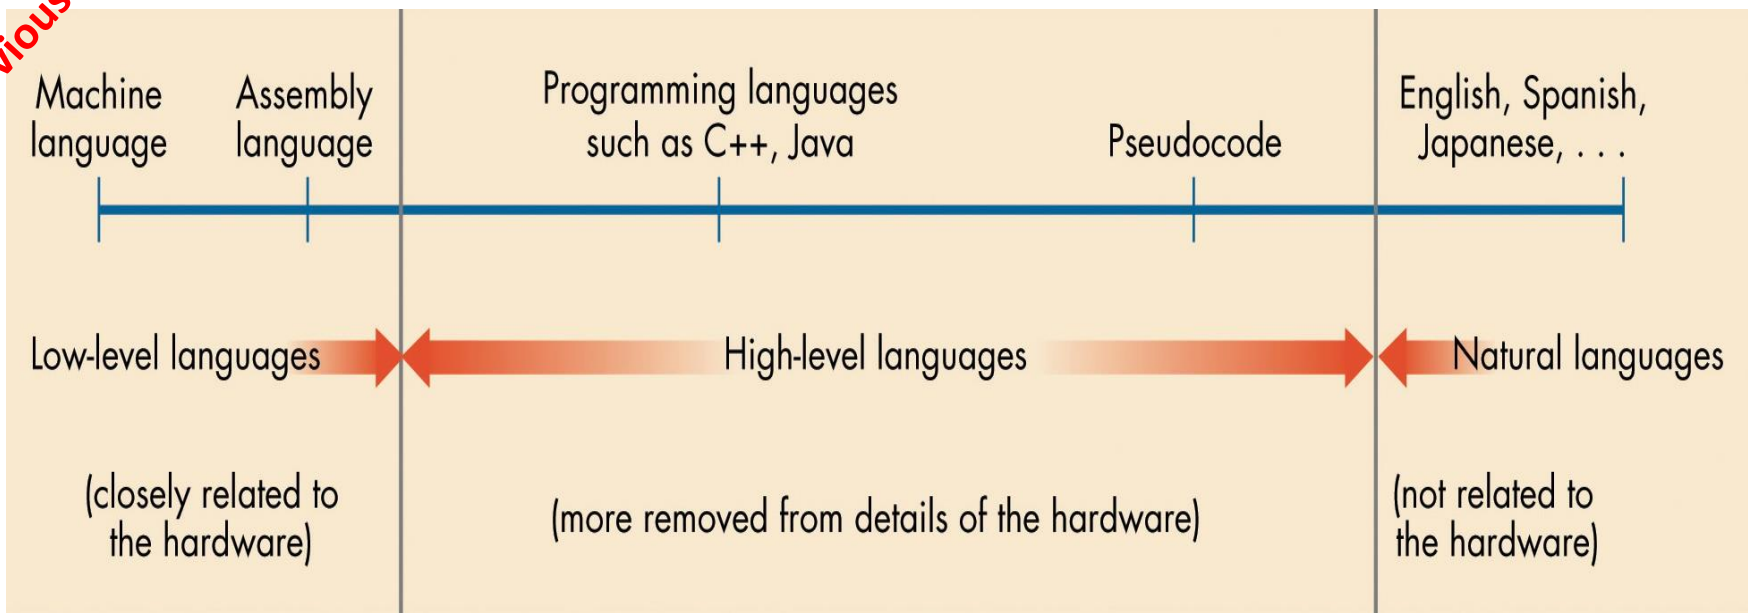 Machine
language
Assembly
language
Programming languages
such as C++, Java
Pseudocode
English, Spanish,
Japanese, . . .
Low-level languages
High-level languages
Natural languages
(closely related to
the hardware)
(more removed from details of the hardware)
(not related to
the hardware)